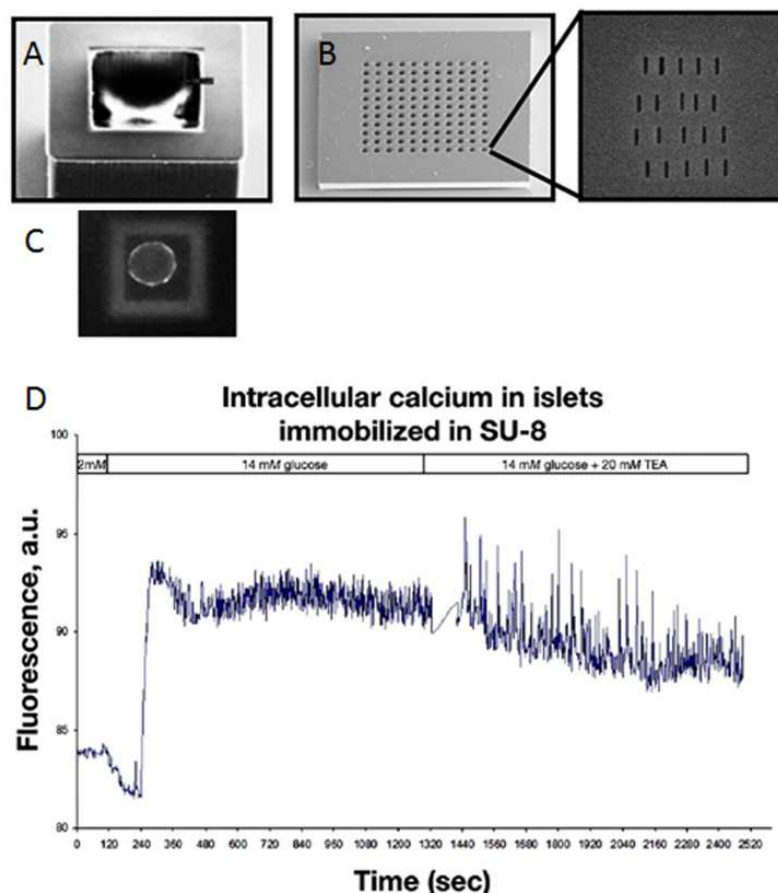 A
B
C
D
Intracellular calcium in islets
immobilized in SU-8
100
2mM 14 mM glucose 14 mM glucose + 20 mM TEA
95
90
85
80
Fluorescence, a.u.
0 120 240 360 480 600 720 840 960 1080 1200 1320 1440 1560 1680 1800 1920 2040 2160 2280 2400 2520
Time (sec)